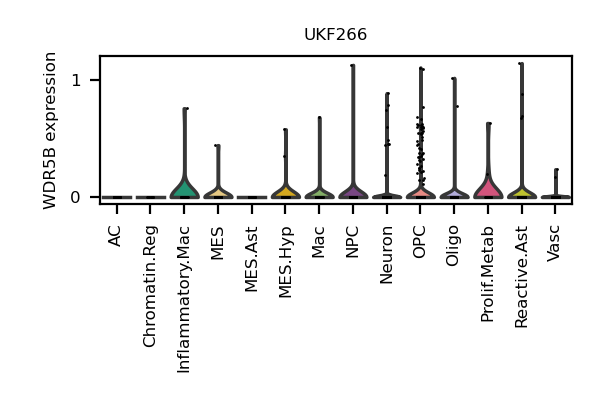 UKF266
WDR5B expression
1
0
AC
Chromatin.Reg
Inflammatory.Mac
MES
MES.Ast
MES.Hyp
Mac
NPC
Neuron
OPC
Oligo
Prolif.Metab
Reactive.Ast
Vasc